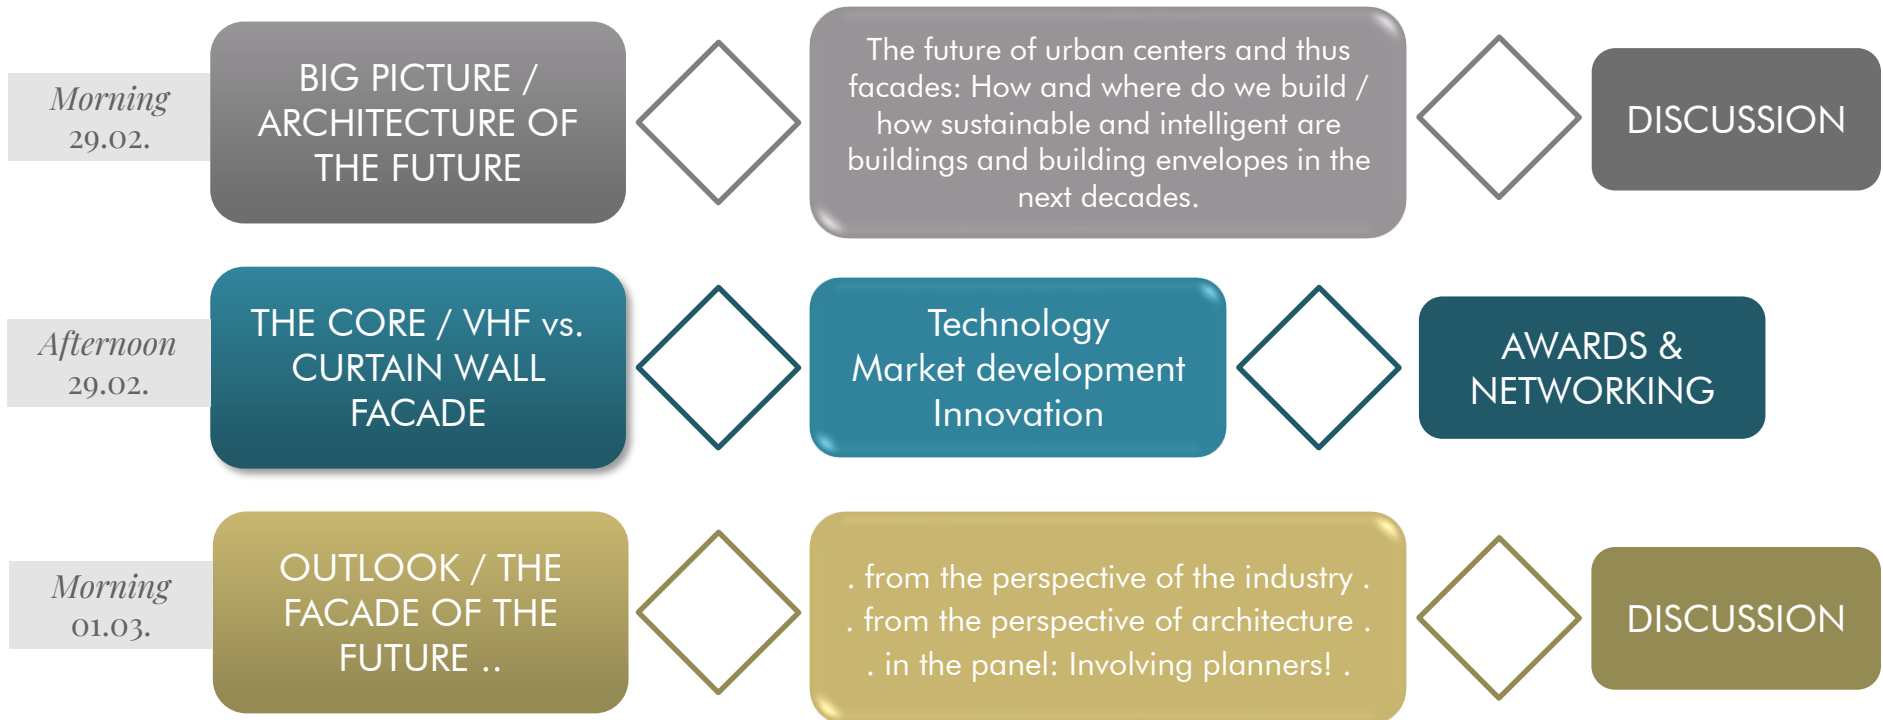 Morning
29.02.
BIG PICTURE /
ARCHITECTURE OF
THE FUTURE
The future of urban centers and thus
facades: How and where do we build /
how sustainable and intelligent are
buildings and building envelopes in the
next decades.
DISCUSSION
Afternoon
29.02.
THE CORE / VHF vs.
CURTAIN WALL
FACADE
Technology
Market development
Innovation
AWARDS &
NETWORKING
Morning
01.03.
OUTLOOK / THE
FACADE OF THE
FUTURE ..
. from the perspective of the industry .
. from the perspective of architecture .
. in the panel: Involving planners! .
DISCUSSION